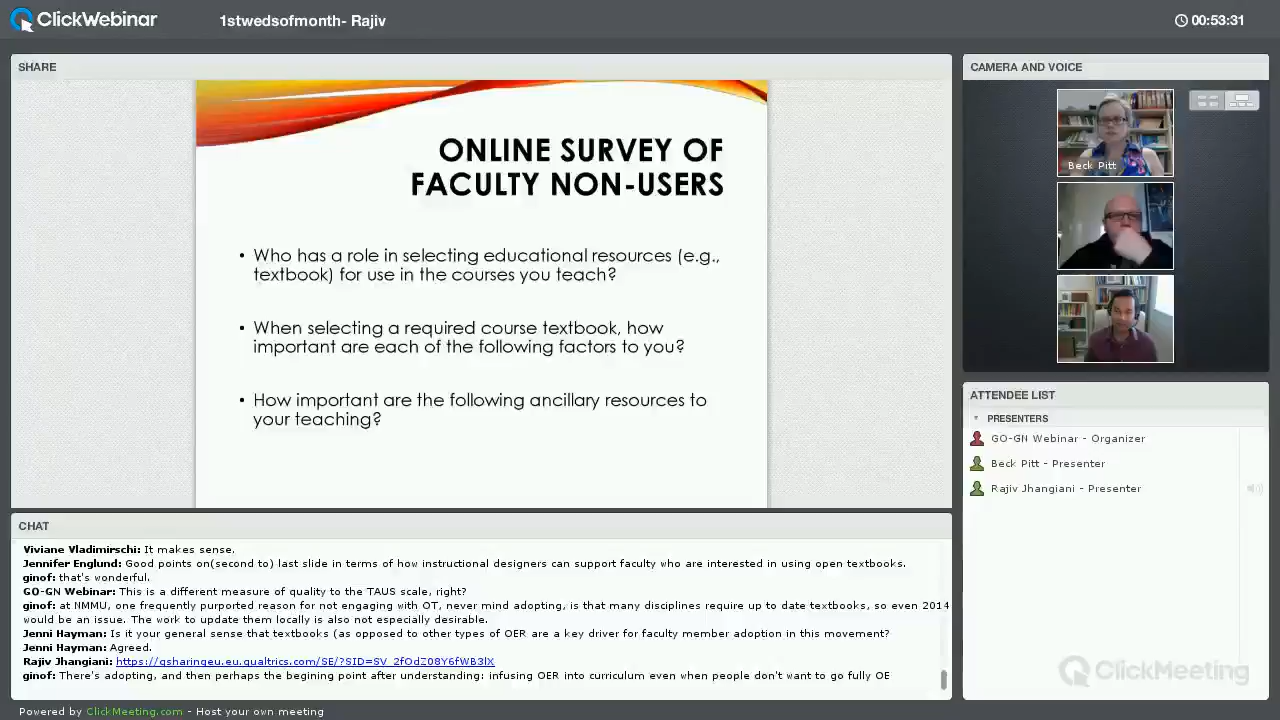 ClickWebinar
1stwedsofmonth- Rajiv
00:53:31
SHARE
ONLINE SURVEY OF
FACULTY NON-USERS
• Who has a role in selecting educational resources (e.g.,
textbook) for use in the courses you teach?
• When selecting a required course textbook, how
important are each of the following factors to you?
• How important are the following ancillary resources to
your teaching?
CHAT
Viviane Vladimirschi: It makes sense.
Jennifer Englund: Good points on(second to) last slide in terms of how instructional designers can support faculty who are interested in using open textbooks.
ginof: that's wonderful.
GO-GN Webinar: This is a different measure of quality to the TAUS scale, right?
ginof: at NMMU, one frequently purported reason for not engaging with OT, never mind adopting, is that many disciplines require up to date textbooks, so even 2014
would be an issue. The work to update them locally is also not especially desirable.
Jenni Hayman: Is it your general sense that textbooks (as opposed to other types of OER are a key driver for faculty member adoption in this movement?
Jenni Hayman: Agreed.
Rajiv Jhangiani: https://qsharingeu.eu.qualtrics.com/SE/?SID=SV_2fOdZ08Y6fWB3lX
ginof: There's adopting, and then perhaps the begining point after understanding: infusing OER into curriculum even when people don't want to go fully OE
CAMERA AND VOICE
Beck Pitt
ATTENDEE LIST
PRESENTERS
GO-GN Webinar - Organizer
Beck Pitt - Presenter
Rajiv Jhangiani - Presenter
ClickMeeting
Powered by ClickMeeting.com - Host your own meeting